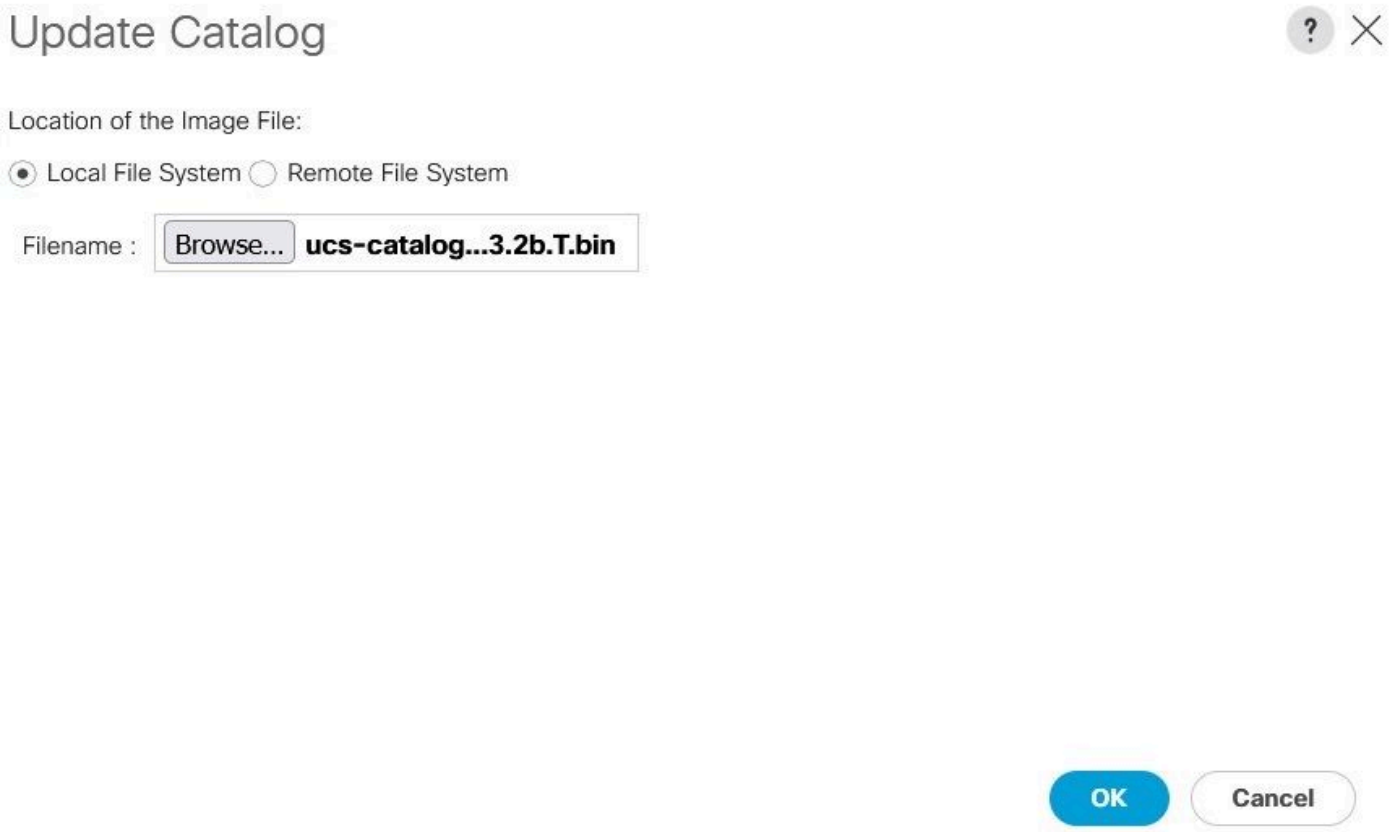 Update Catalog
?
Location of the Image File:
Local File System Remote File System
Filename : Browse... ucs-catalog...3.2b.T.bin
OK Cancel